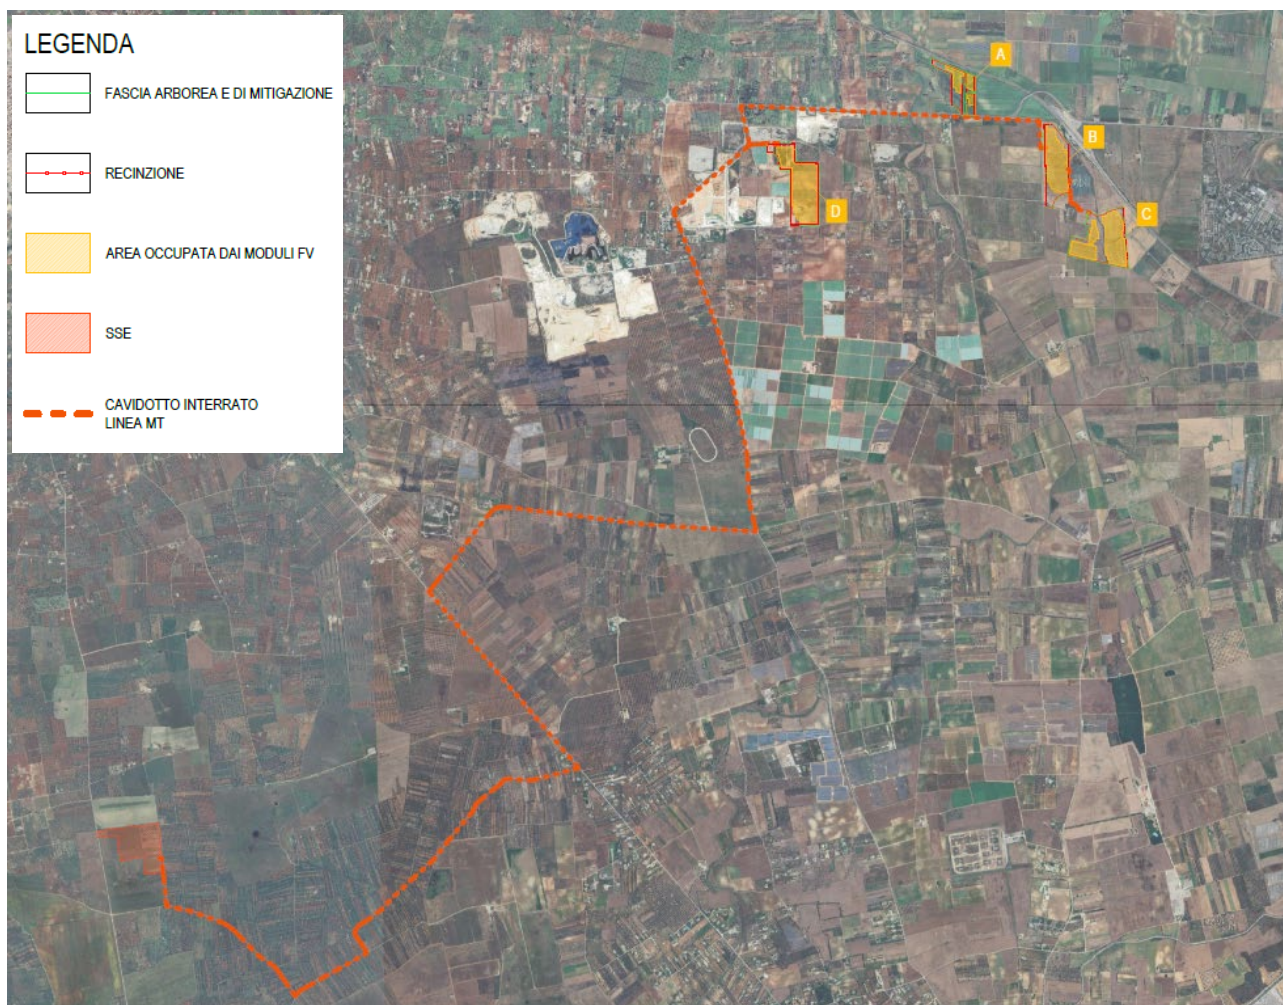 LEGENDA
FASCIA ARBOREA E DI MITIGAZIONE
RECINZIONE
AREA OCCUPATA DAI MODULI FV
SSE
CAVIDOTTO INTERRATO
LINEA MT
A
B
C
D